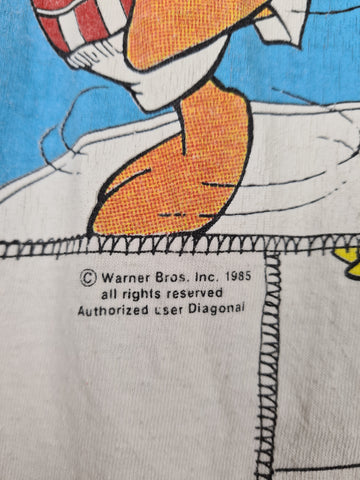 © Warner Bros. Inc. 1985
all rights reserved
Authorized user Diagonal